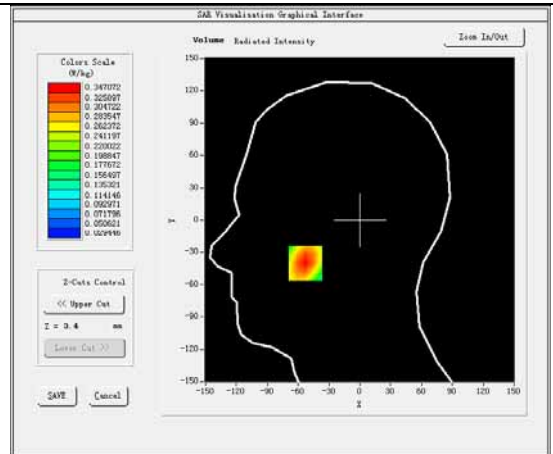 SAR Visualisation Graphical Interface
Volume Radiated Intensity
Zoom In/Out
Colors Scale
(W/kg)
0.347072
0.325897
0.304722
0.283547
0.262372
0.241197
0.220022
0.198847
0.177672
0.156497
0.135321
0.114146
0.092971
0.071796
0.050621
0.029446
Z-Cuts Control
<< Upper Cut
Z = 3.4 mm
Lower Cut >>
SAVE
Cancel
150
120
90
60
30
0
-30
-60
-90
-120
-150
Y
-150 -120 -90 -60 -30 0 30 60 90 120 150
X